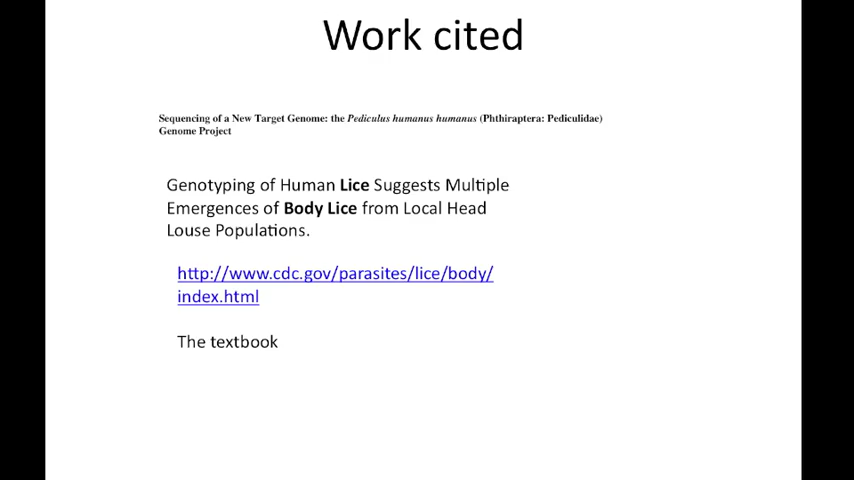 Work cited
Sequencing of a New Target Genome: the Pediculus humanus humanus (Phthiraptera: Pediculidae)
Genome Project
Genotyping of Human Lice Suggests Multiple
Emergences of Body Lice from Local Head
Louse Populations.
http://www.cdc.gov/parasites/lice/body/
index.html
The textbook